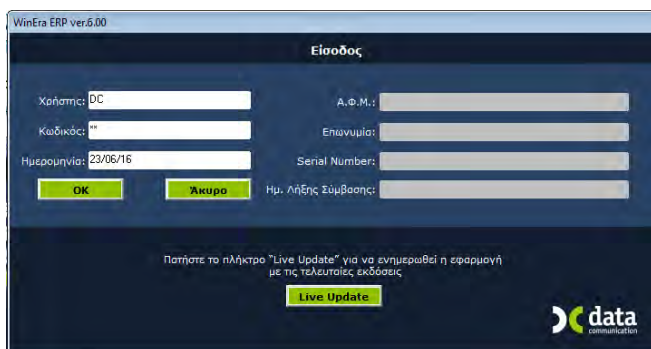 WinEra ERP ver.6.00
Είσοδος
Χρήστης: DC
Κωδικός: **
Ημερομηνία: 23/06/16
OK Άκυρο
Α.Φ.Μ.:
Επωνυμία:
Serial Number:
Ημ. Λήξης Σύμβασης:
Πατήστε το πλήκτρο "Live Update" για να ενημερωθεί η εφαρμογή
με τις τελευταίες εκδόσεις
Live Update
data
communication